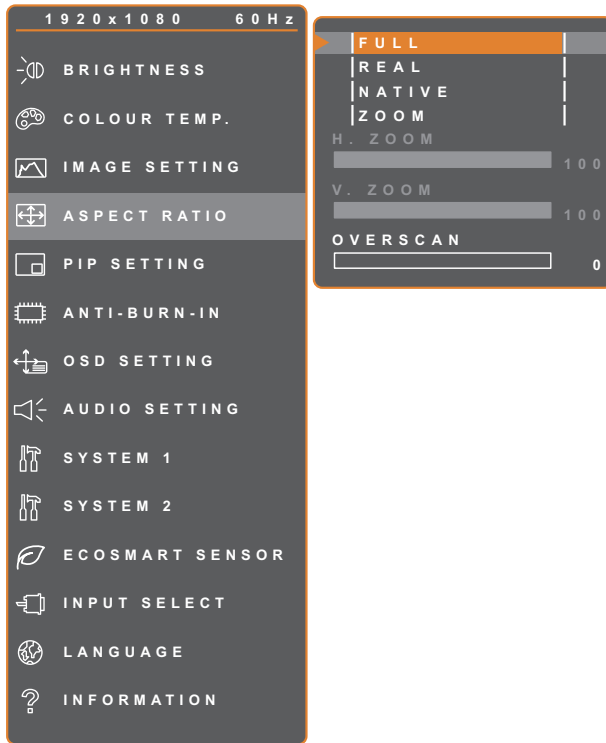 1920x1080 60Hz
BRIGHTNESS
COLOUR TEMP.
IMAGE SETTING
ASPECT RATIO
PIP SETTING
ANTI-BURN-IN
OSD SETTING
AUDIO SETTING
SYSTEM 1
SYSTEM 2
ECOSMART SENSOR
INPUT SELECT
LANGUAGE
INFORMATION
FULL
REAL
NATIVE
ZOOM
H. ZOOM
100
V. ZOOM
100
OVERSCAN
0